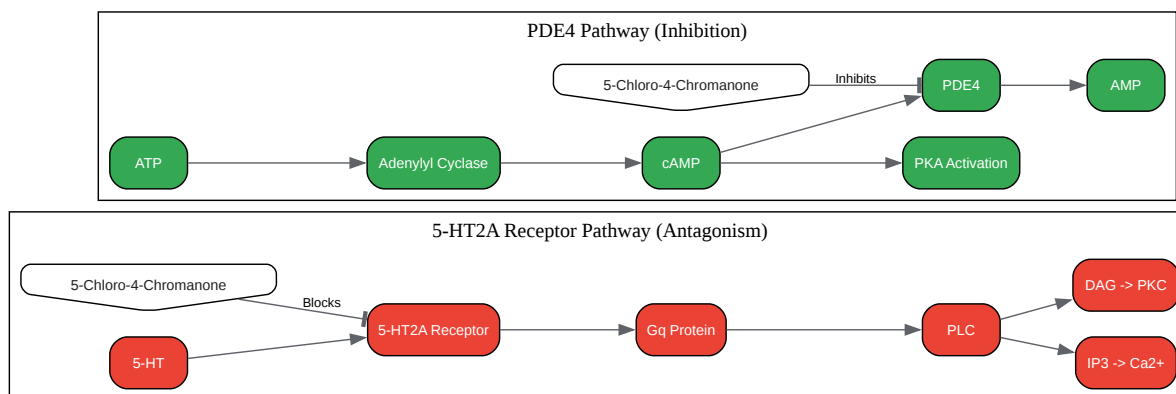 PDE4 Pathway (Inhibition)
5-Chloro-4-Chromanone
Inhibits
PDE4
AMP
ATP
Adenylyl Cyclase
cAMP
PKA Activation
5-HT2A Receptor Pathway (Antagonism)
5-Chloro-4-Chromanone
Blocks
5-HT2A Receptor
Gq Protein
PLC
DAG -> PKC
5-HT
IP3 -> Ca2+